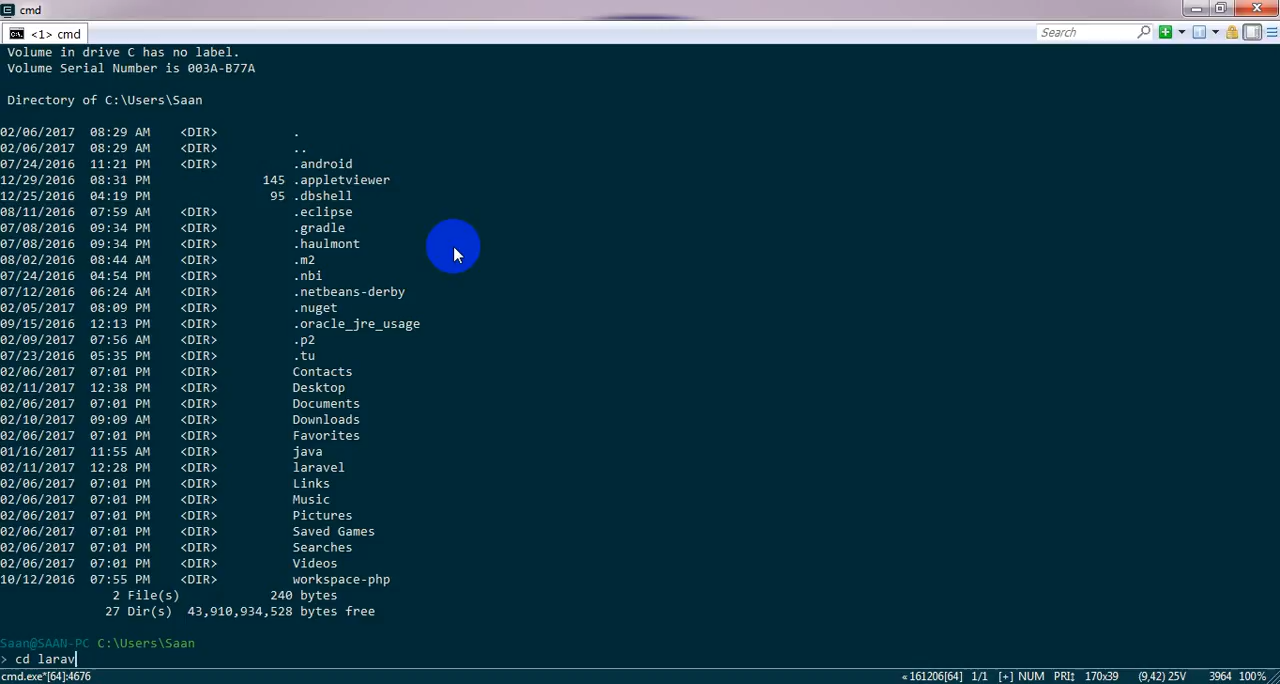 cmd
<1> cmd
Search
Volume in drive C has no label.
Volume Serial Number is 003A-B77A
Directory of C:\Users\Saan
02/06/2017 08:29 AM <DIR> .
02/06/2017 08:29 AM <DIR> ..
07/24/2016 11:21 PM <DIR> .android
12/29/2016 08:31 PM 145 .appletviewer
12/25/2016 04:19 PM 95 .dbshell
08/11/2016 07:59 AM <DIR> .eclipse
07/08/2016 09:34 PM <DIR> .gradle
07/08/2016 09:34 PM <DIR> .haulmont
08/02/2016 08:44 AM <DIR> .m2
07/24/2016 04:54 PM <DIR> .nbi
07/12/2016 06:24 AM <DIR> .netbeans-derby
02/05/2017 08:09 PM <DIR> .nuget
09/15/2016 12:13 PM <DIR> .oracle_jre_usage
02/09/2017 07:56 AM <DIR> .p2
07/23/2016 05:35 PM <DIR> .tu
02/06/2017 07:01 PM <DIR> Contacts
02/11/2017 12:38 PM <DIR> Desktop
02/06/2017 07:01 PM <DIR> Documents
02/10/2017 09:09 AM <DIR> Downloads
02/06/2017 07:01 PM <DIR> Favorites
01/16/2017 11:55 AM <DIR> java
02/11/2017 12:28 PM <DIR> laravel
02/06/2017 07:01 PM <DIR> Links
02/06/2017 07:01 PM <DIR> Music
02/06/2017 07:01 PM <DIR> Pictures
02/06/2017 07:01 PM <DIR> Saved Games
02/06/2017 07:01 PM <DIR> Searches
02/06/2017 07:01 PM <DIR> Videos
10/12/2016 07:55 PM <DIR> workspace-php
2 File(s) 240 bytes
27 Dir(s) 43,910,934,528 bytes free
Saan@SAAN-PC C:\Users\Saan
> cd larav
cmd.exe*[64]:4676 « 161206[64] 1/1 [+] NUM PRI↕ 170x39 (9,42) 25V 3964 100%